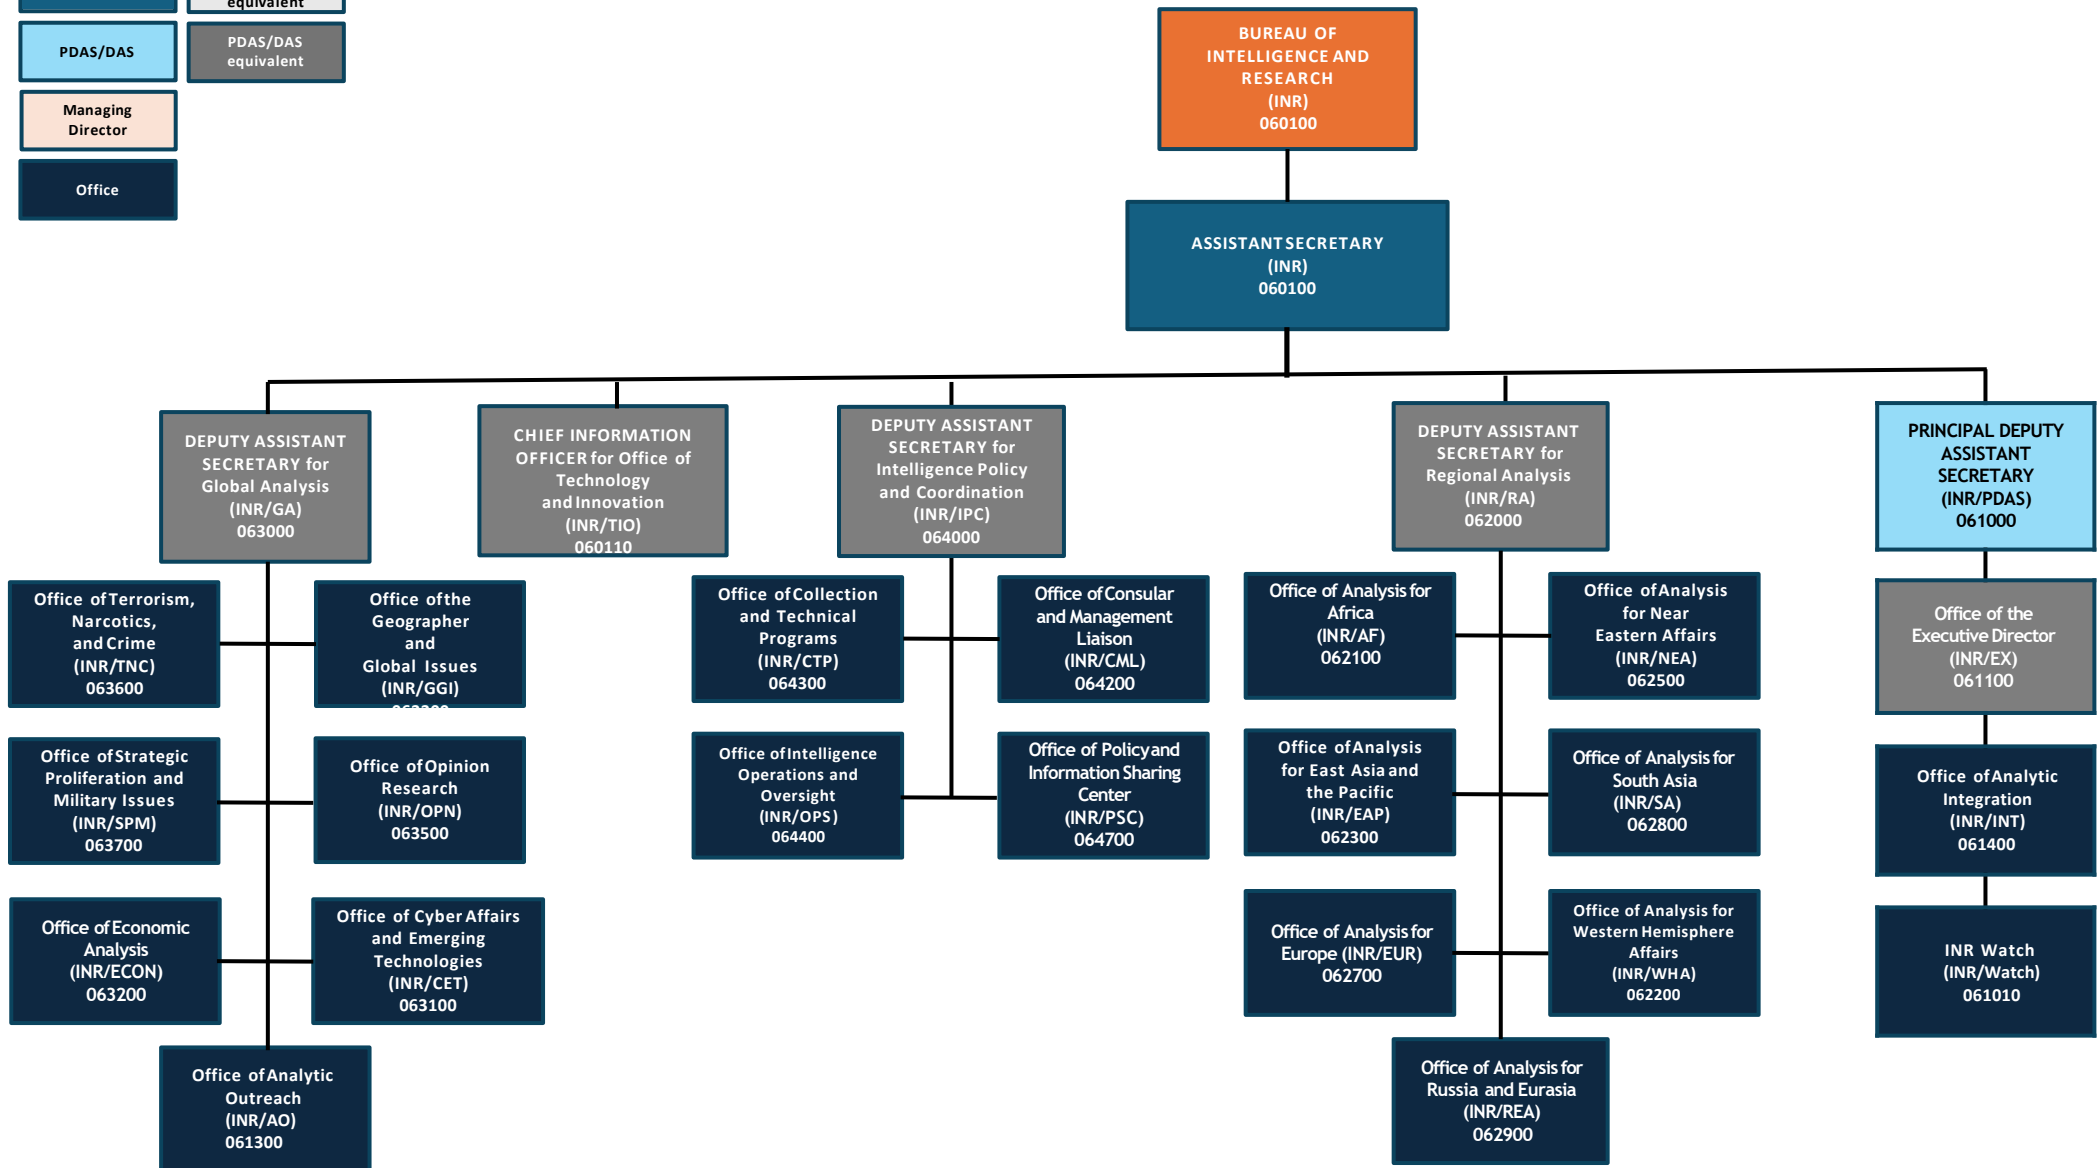 equivalent
PDAS/DAS
PDAS/DAS
equivalent
Managing
Director
Office
BUREAU OF
INTELLIGENCE AND
RESEARCH
(INR)
060100
ASSISTANT SECRETARY
(INR)
060100
DEPUTY ASSISTANT
SECRETARY for
Global Analysis
(INR/GA)
063000
CHIEF INFORMATION
OFFICER for Office of
Technology
and Innovation
(INR/TIO)
060110
DEPUTY ASSISTANT
SECRETARY for
Intelligence Policy
and Coordination
(INR/IPC)
064000
DEPUTY ASSISTANT
SECRETARY for
Regional Analysis
(INR/RA)
062000
PRINCIPAL DEPUTY
ASSISTANT
SECRETARY
(INR/PDAS)
061000
Office of Terrorism,
Narcotics,
and Crime
(INR/TNC)
063600
Office of the
Geographer
and
Global Issues
(INR/GGI)
Office of Collection
and Technical
Programs
(INR/CTP)
064300
Office of Consular
and Management
Liaison
(INR/CML)
064200
Office of Analysis for
Africa
(INR/AF)
062100
Office of Analysis
for Near
Eastern Affairs
(INR/NEA)
062500
Office of the
Executive Director
(INR/EX)
061100
Office of Strategic
Proliferation and
Military Issues
(INR/SPM)
063700
Office of Opinion
Research
(INR/OPN)
063500
Office of Intelligence
Operations and
Oversight
(INR/OPS)
064400
Office of Policy and
Information Sharing
Center
(INR/PSC)
064700
Office of Analysis
for East Asia and
the Pacific
(INR/EAP)
062300
Office of Analysis for
South Asia
(INR/SA)
062800
Office of Analytic
Integration
(INR/INT)
061400
Office of Economic
Analysis
(INR/ECON)
063200
Office of Cyber Affairs
and Emerging
Technologies
(INR/CET)
063100
Office of Analysis for
Europe (INR/EUR)
062700
Office of Analysis for
Western Hemisphere
Affairs
(INR/WHA)
062200
INR Watch
(INR/Watch)
061010
Office of Analytic
Outreach
(INR/AO)
061300
Office of Analysis for
Russia and Eurasia
(INR/REA)
062900